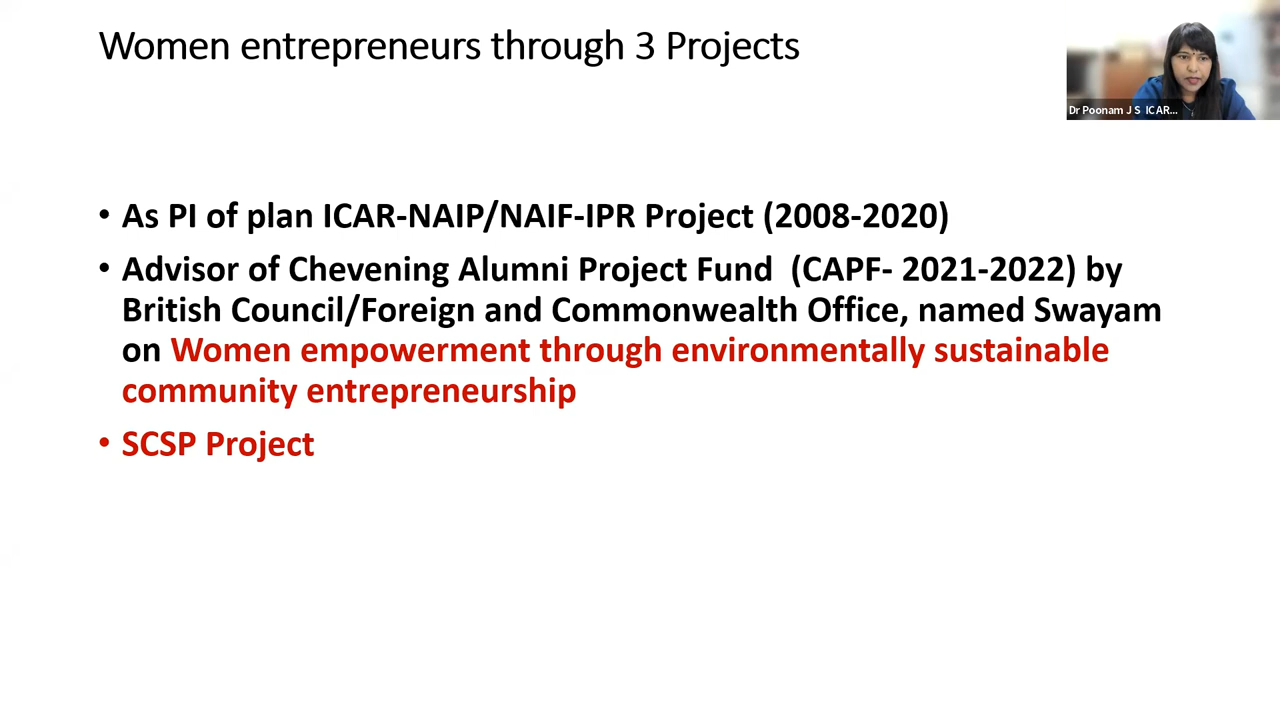 Women entrepreneurs through 3 Projects
Dr Poonam J S ICAR...
• As PI of plan ICAR-NAIP/NAIF-IPR Project (2008-2020)
• Advisor of Chevening Alumni Project Fund (CAPF- 2021-2022) by
British Council/Foreign and Commonwealth Office, named Swayam
on Women empowerment through environmentally sustainable
community entrepreneurship
• SCSP Project